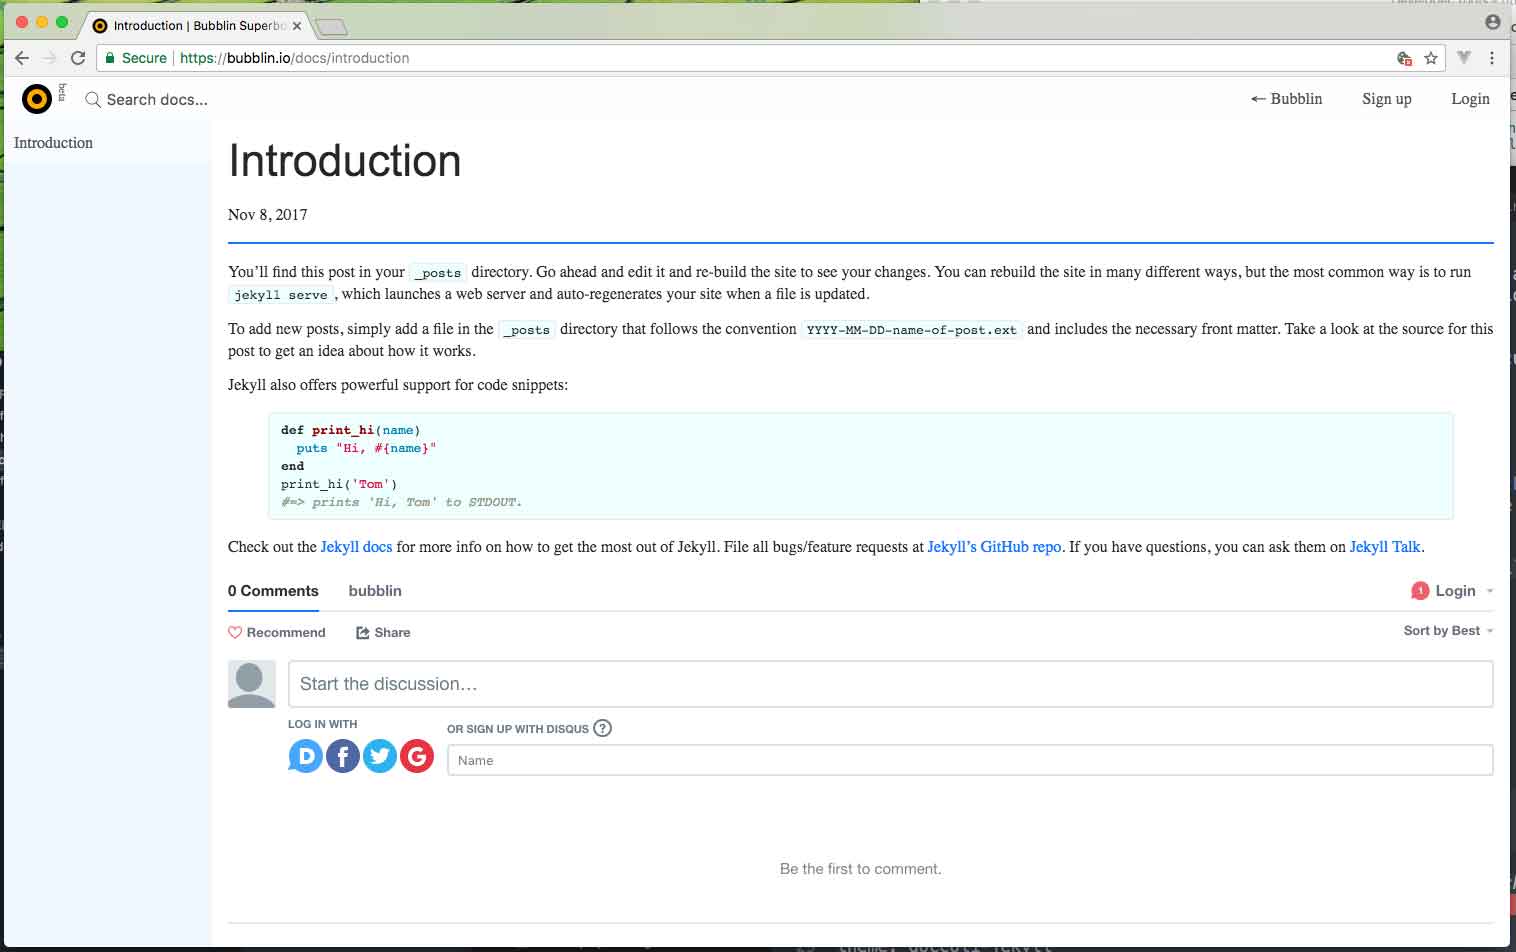 Introduction | Bubblin Superbo
Secure https://bubblin.io/docs/introduction
beta
Search docs...
← Bubblin
Sign up
Login
Introduction
Introduction
Nov 8, 2017
You’ll find this post in your _posts directory. Go ahead and edit it and re-build the site to see your changes. You can rebuild the site in many different ways, but the most common way is to run
jekyll serve , which launches a web server and auto-regenerates your site when a file is updated.
To add new posts, simply add a file in the _posts directory that follows the convention YYYY-MM-DD-name-of-post.ext and includes the necessary front matter. Take a look at the source for this
post to get an idea about how it works.
Jekyll also offers powerful support for code snippets:
def print_hi(name)
puts "Hi, #{name}"
end
print_hi('Tom')
#=> prints 'Hi, Tom' to STDOUT.
Check out the Jekyll docs for more info on how to get the most out of Jekyll. File all bugs/feature requests at Jekyll’s GitHub repo. If you have questions, you can ask them on Jekyll Talk.
0 Comments
bubblin
1 Login
Recommend
Share
Sort by Best
Start the discussion…
LOG IN WITH
OR SIGN UP WITH DISQUS ?
D f G
Name
Be the first to comment.